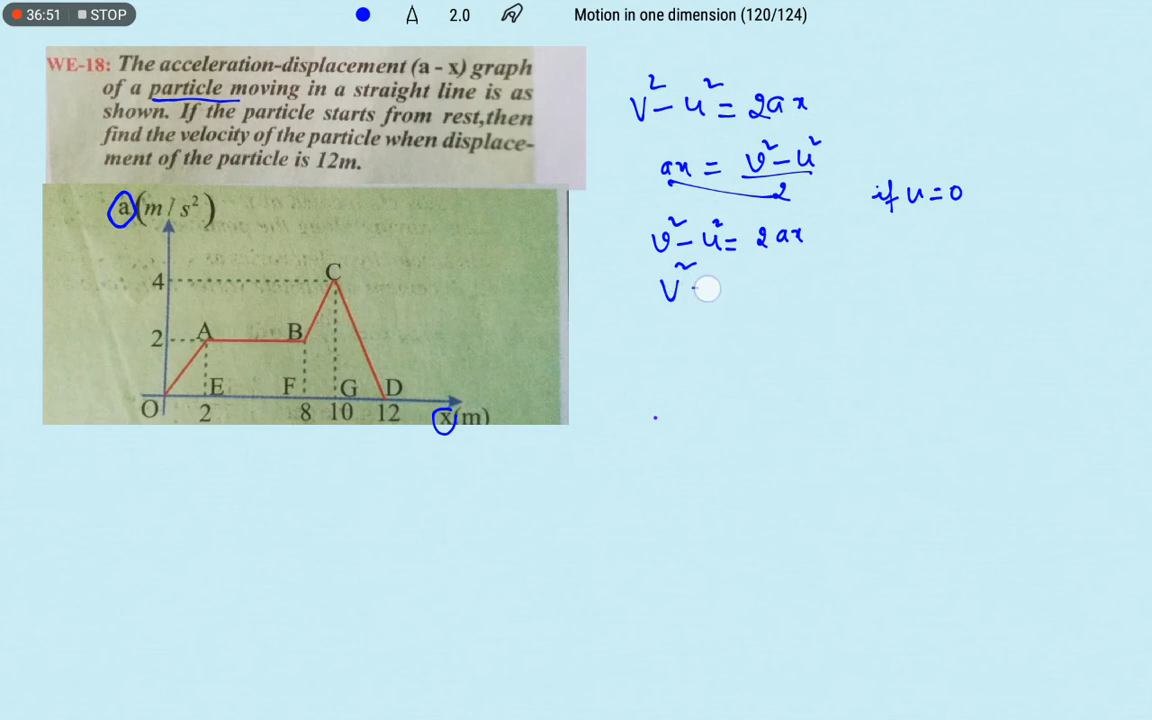 36:51 STOP 2.0 Motion in one dimension (120/124)
WE-18: The acceleration-displacement (a - x) graph
of a particle moving in a straight line is as
shown. If the particle starts from rest,then
find the velocity of the particle when displace-
ment of the particle is 12m.
a(m / s²)
C
4
2 A B
E F G D
O 2 8 10 12 x(m)
V² - u² = 2ax
ax = v² - u² / 2
if u = 0
v² - u² = 2ax
V²